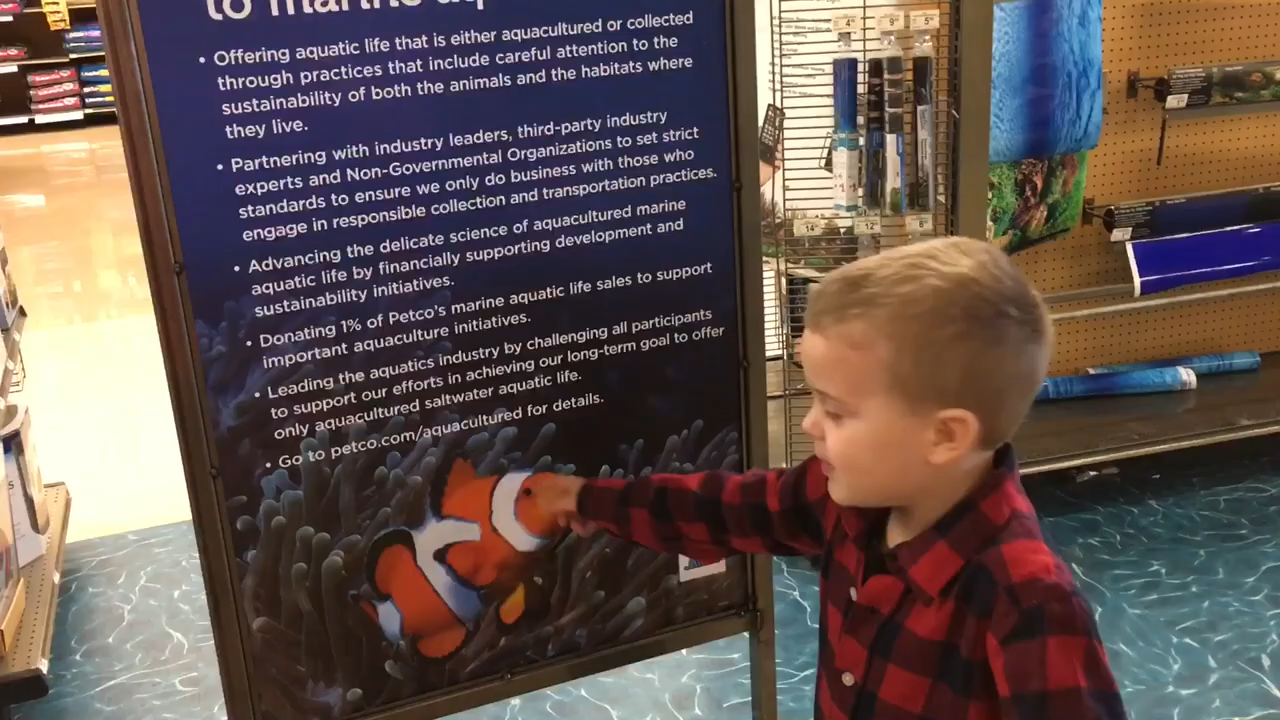 to marine
• Offering aquatic life that is either aquacultured or collected
through practices that include careful attention to the
sustainability of both the animals and the habitats where
they live.
• Partnering with industry leaders, third-party industry
experts and Non-Governmental Organizations to set strict
standards to ensure we only do business with those who
engage in responsible collection and transportation practices.
• Advancing the delicate science of aquacultured marine
aquatic life by financially supporting development and
sustainability initiatives.
• Donating 1% of Petco's marine aquatic life sales to support
important aquaculture initiatives.
• Leading the aquatics industry by challenging all participants
to support our efforts in achieving our long-term goal to offer
only aquacultured saltwater aquatic life.
• Go to petco.com/aquacultured for details.